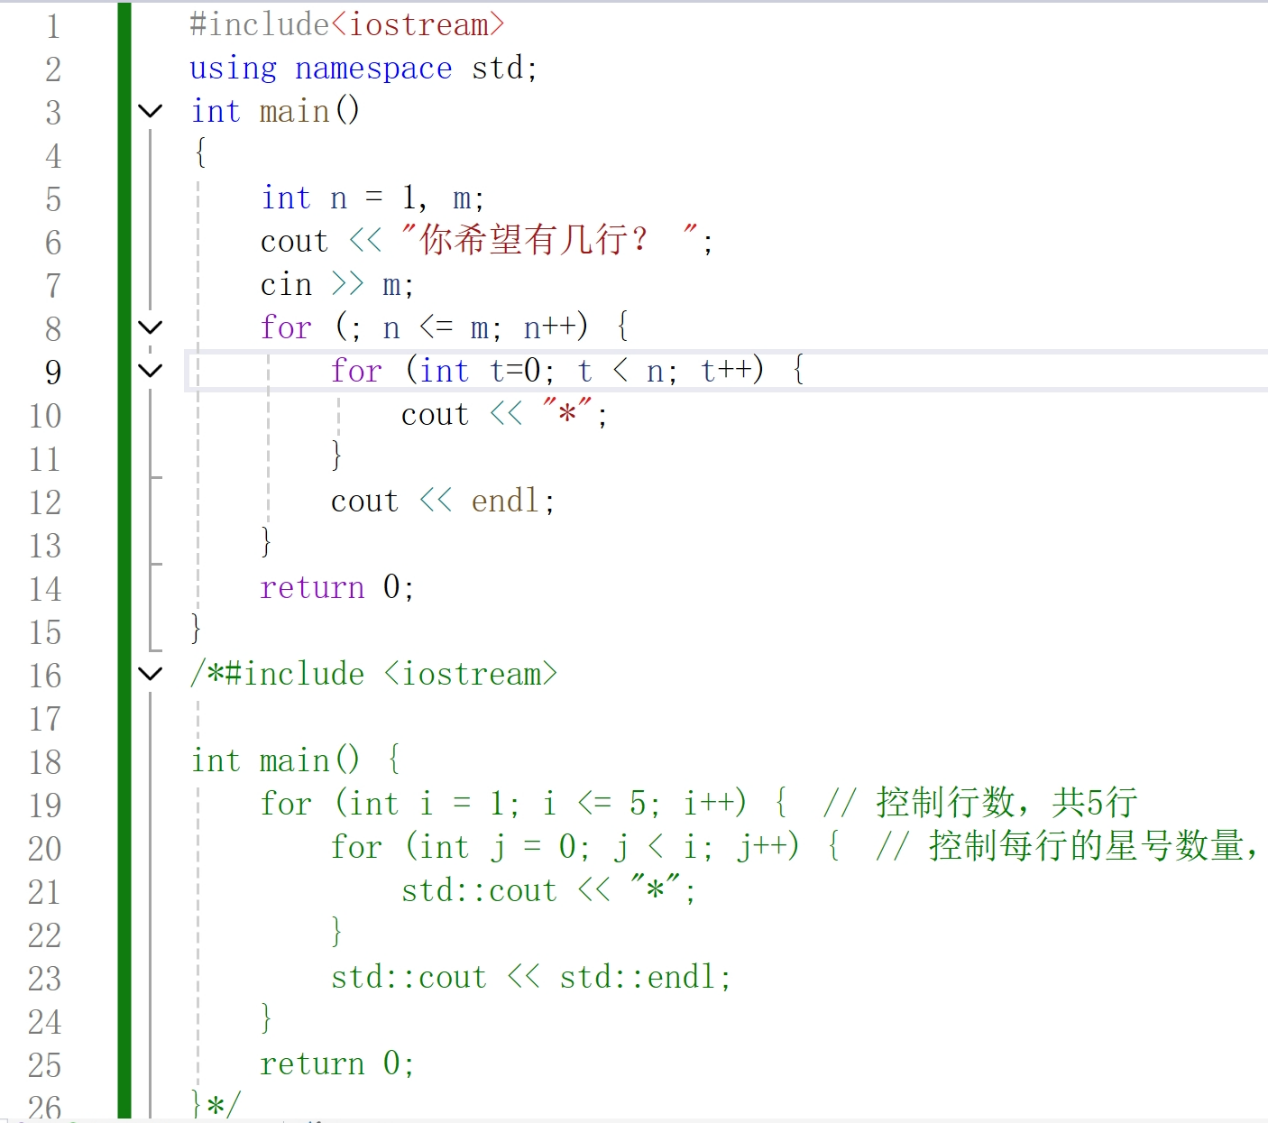 1 #include<iostream>
2 using namespace std;
3 int main()
4 {
5 int n = 1, m;
6 cout << "你希望有几行？ ";
7 cin >> m;
8 for (; n <= m; n++) {
9 for (int t=0; t < n; t++) {
10 cout << "*";
11 }
12 cout << endl;
13 }
14 return 0;
15 }
16 /*#include <iostream>
17
18 int main() {
19 for (int i = 1; i <= 5; i++) { // 控制行数，共5行
20 for (int j = 0; j < i; j++) { // 控制每行的星号数量，
21 std::cout << "*";
22 }
23 std::cout << std::endl;
24 }
25 return 0;
26 }*/